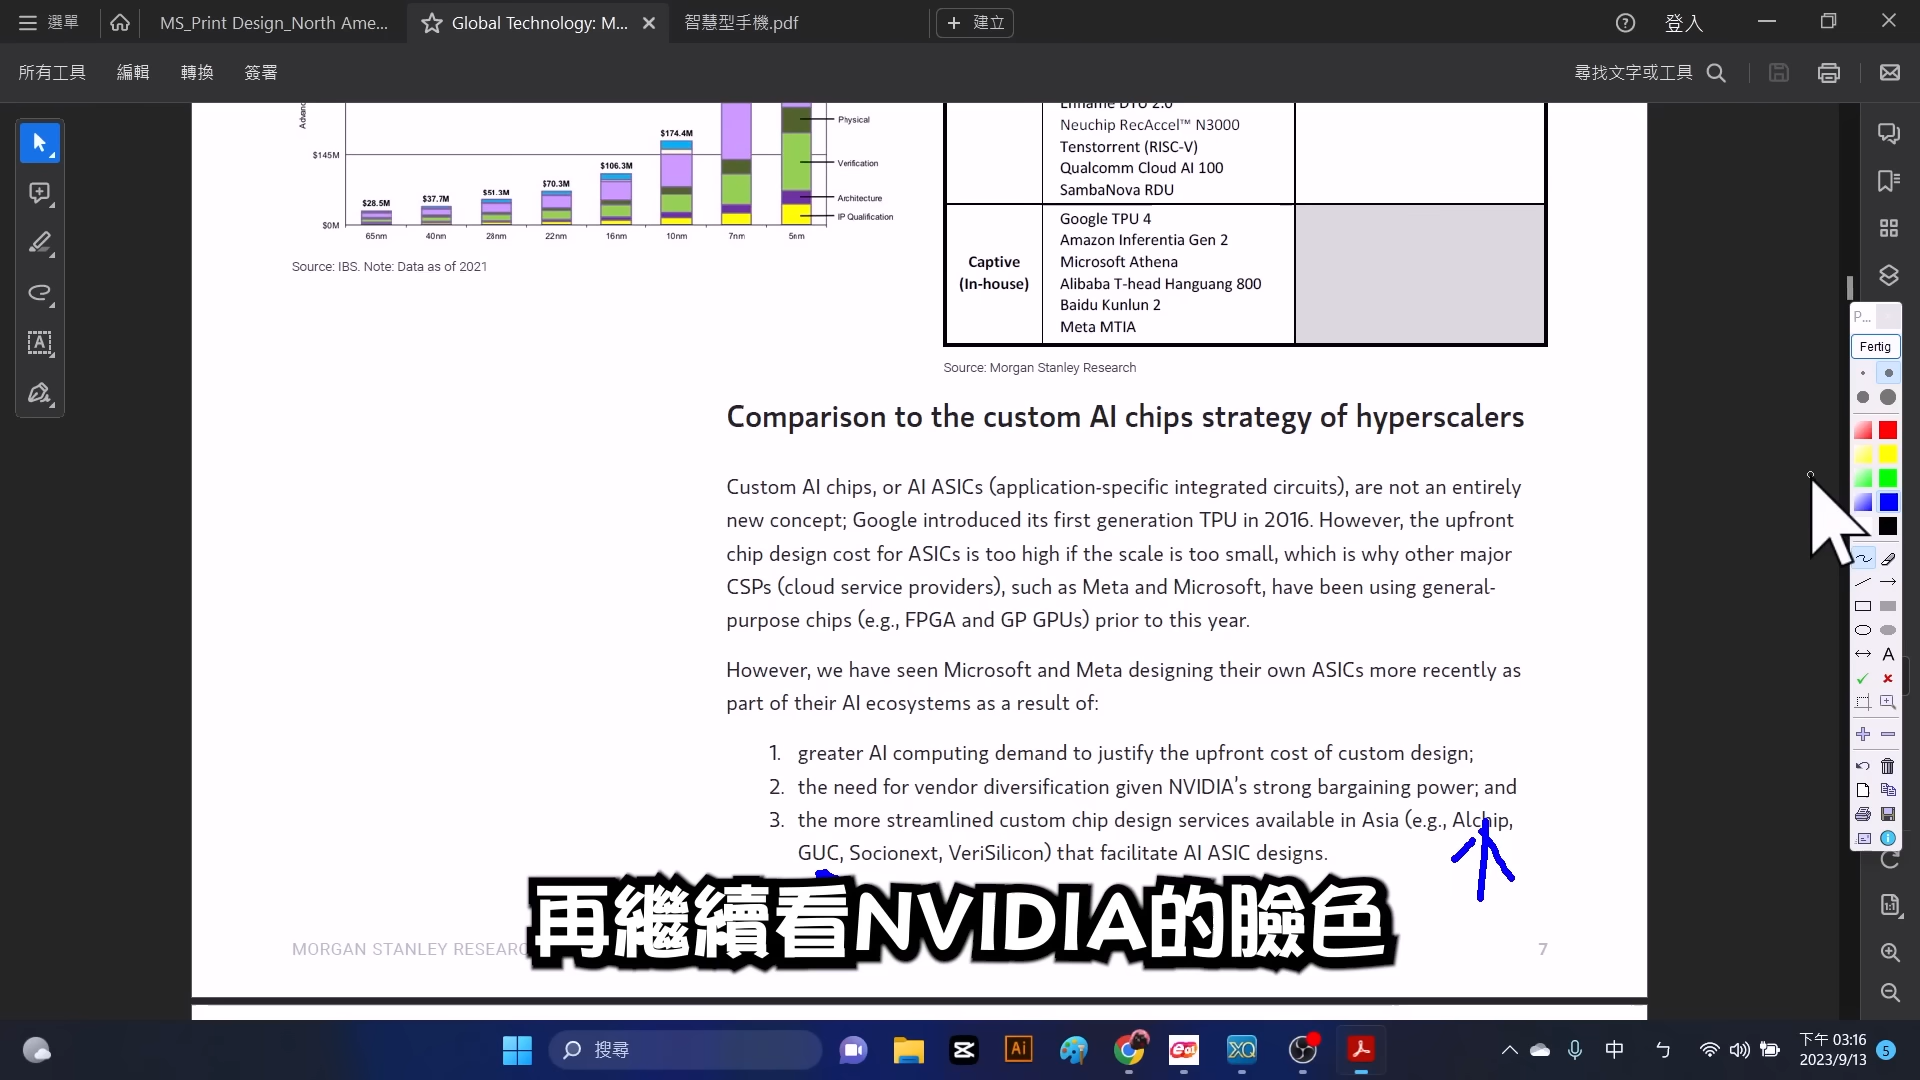 選單
MS_Print Design_North Ame...
Global Technology: M...
智慧型手機.pdf
建立
登入
所有工具
編輯
轉換
簽署
尋找文字或工具
Physical
$174.4M
$145M
Verification
$106.3M
$70.3M
$51.3M
$37.7M
$28.5M
Architecture
IP Qualification
$0M
65nm
40nm
28nm
22nm
16nm
10nm
7nm
5nm
Source: IBS. Note: Data as of 2021
Neuchip RecAccel™ N3000
Tenstorrent (RISC-V)
Qualcomm Cloud AI 100
SambaNova RDU
Captive
(In-house)
Google TPU 4
Amazon Inferentia Gen 2
Microsoft Athena
Alibaba T-head Hanguang 800
Baidu Kunlun 2
Meta MTIA
Source: Morgan Stanley Research
Comparison to the custom AI chips strategy of hyperscalers
Custom AI chips, or AI ASICs (application-specific integrated circuits), are not an entirely
new concept; Google introduced its first generation TPU in 2016. However, the upfront
chip design cost for ASICs is too high if the scale is too small, which is why other major
CSPs (cloud service providers), such as Meta and Microsoft, have been using general-
purpose chips (e.g., FPGA and GP GPUs) prior to this year.
However, we have seen Microsoft and Meta designing their own ASICs more recently as
part of their AI ecosystems as a result of:
1. greater AI computing demand to justify the upfront cost of custom design;
2. the need for vendor diversification given NVIDIA's strong bargaining power; and
3. the more streamlined custom chip design services available in Asia (e.g., Alchip,
GUC, Socionext, VeriSilicon) that facilitate AI ASIC designs.
再繼續看NVIDIA的臉色
MORGAN STANLEY RESEARC
7
P...
Fertig
A
1:1
搜尋
Ai
XQ
中
ㄅ
下午 03:16
2023/9/13
5